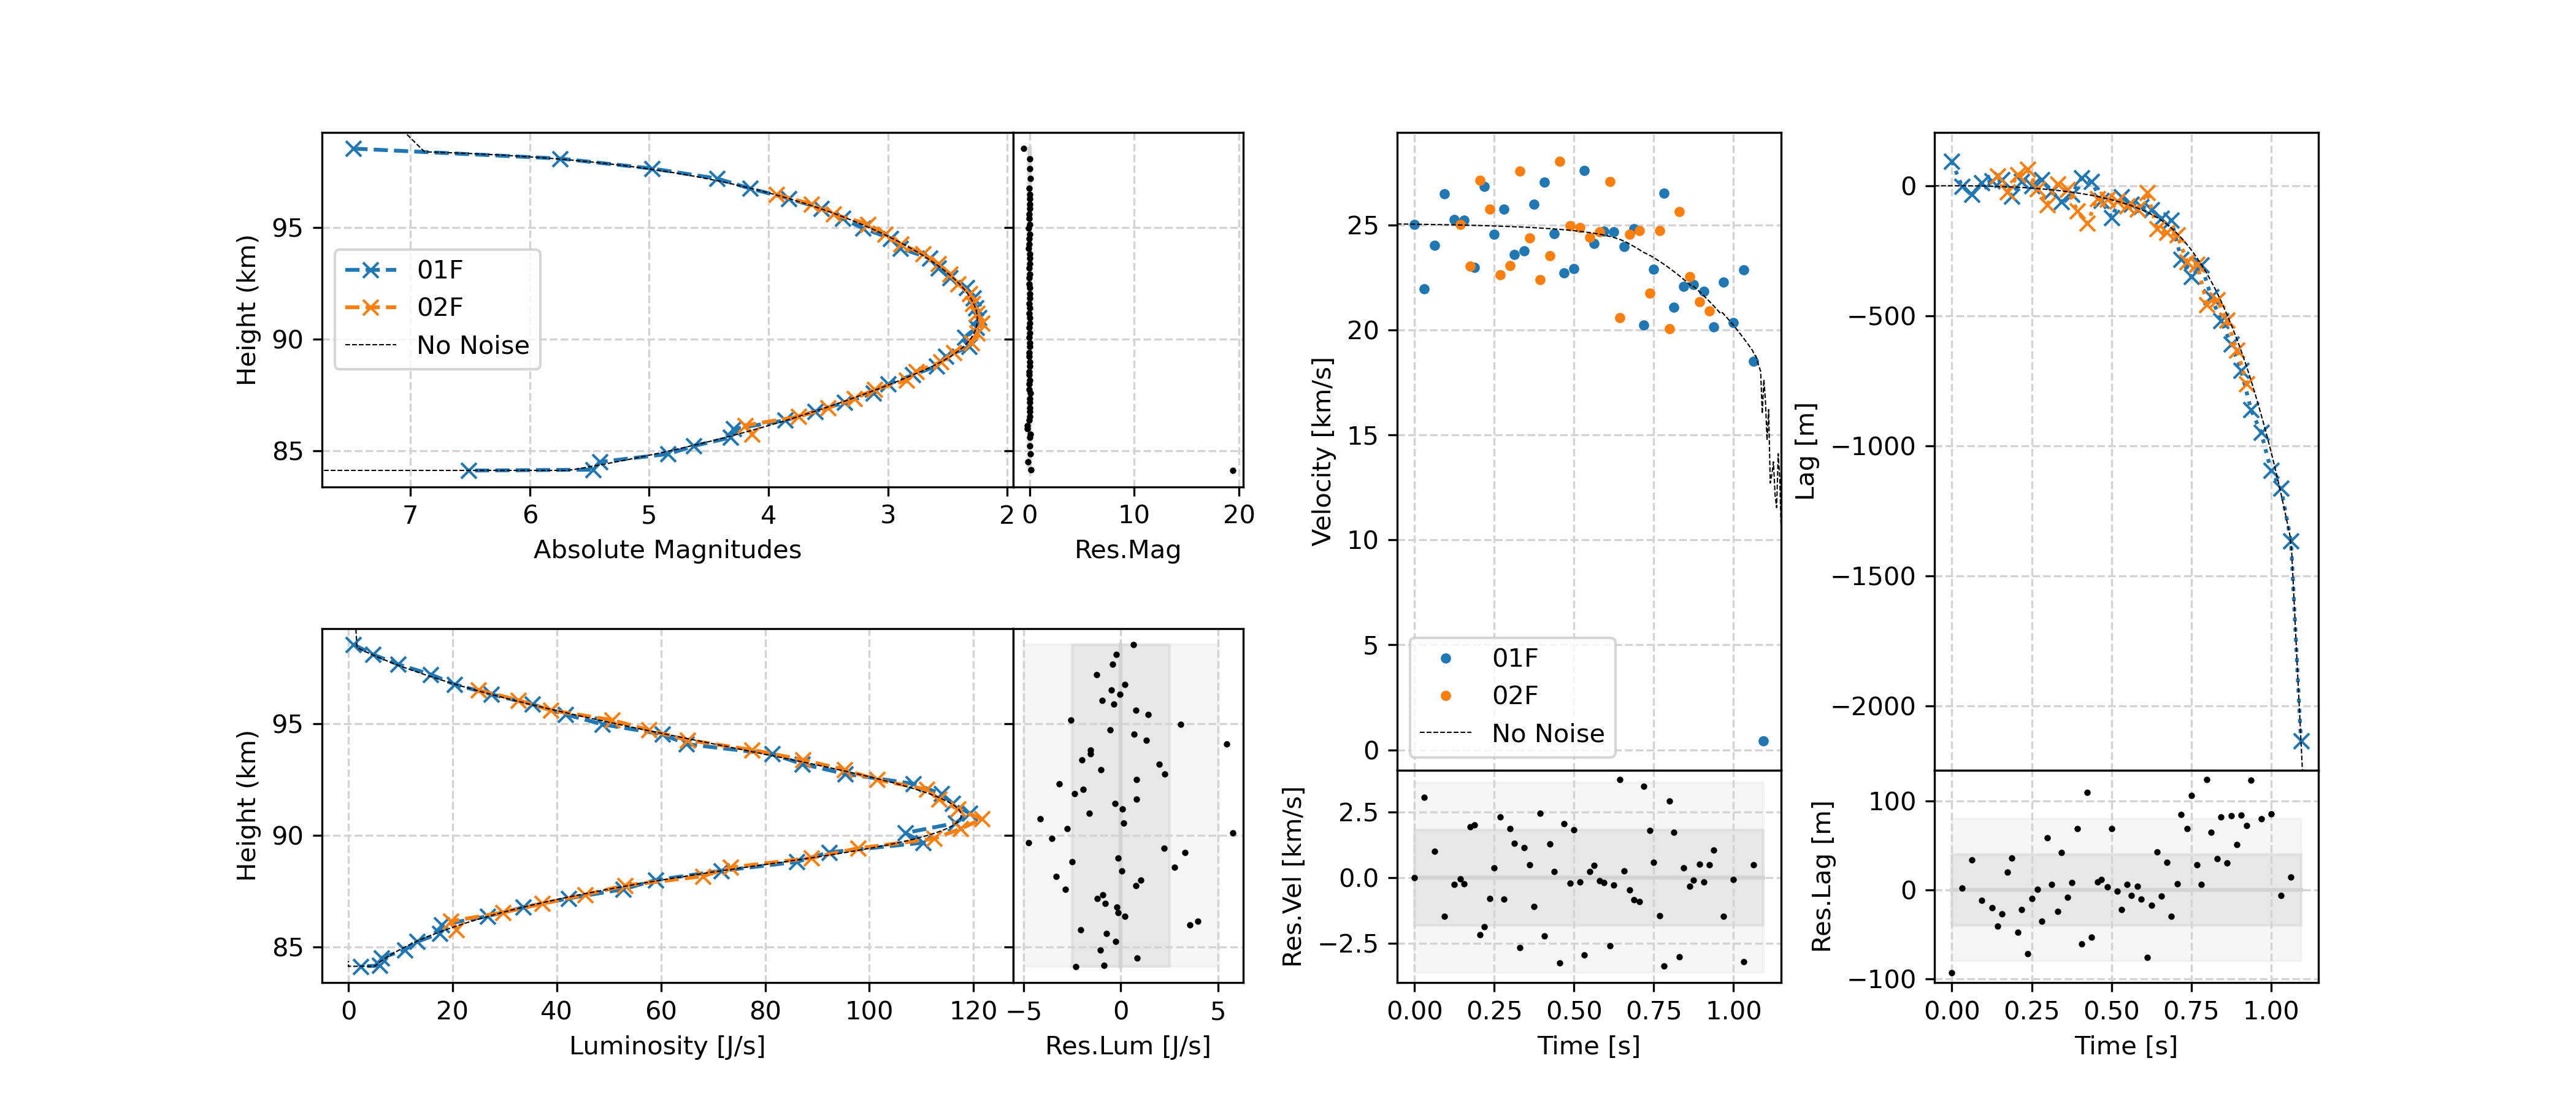 Height (km)
95
90
85
01F
02F
No Noise
7 6 5 4 3 2
Absolute Magnitudes
0 10 20
Res.Mag
Height (km)
95
90
85
0 20 40 60 80 100 120
Luminosity [J/s]
−5 0 5
Res.Lum [J/s]
Velocity [km/s]
25
20
15
10
5
0
01F
02F
No Noise
Res.Vel [km/s]
2.5
0.0
−2.5
0.00 0.25 0.50 0.75 1.00
Time [s]
Lag [m]
0
−500
−1000
−1500
−2000
Res.Lag [m]
100
0
−100
0.00 0.25 0.50 0.75 1.00
Time [s]